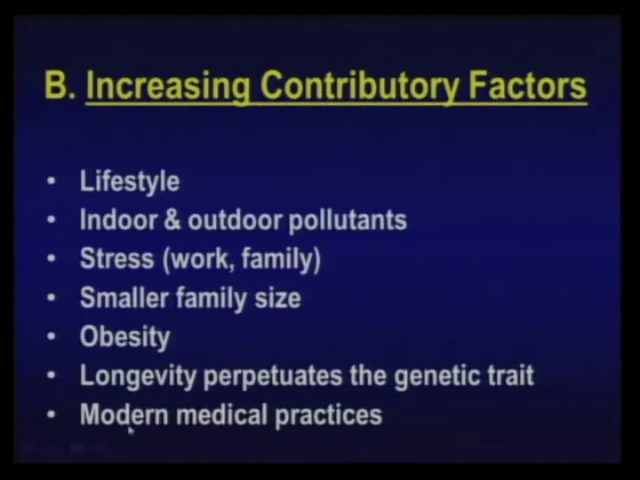 B. Increasing Contributory Factors
• Lifestyle
• Indoor & outdoor pollutants
• Stress (work, family)
• Smaller family size
• Obesity
• Longevity perpetuates the genetic trait
• Modern medical practices